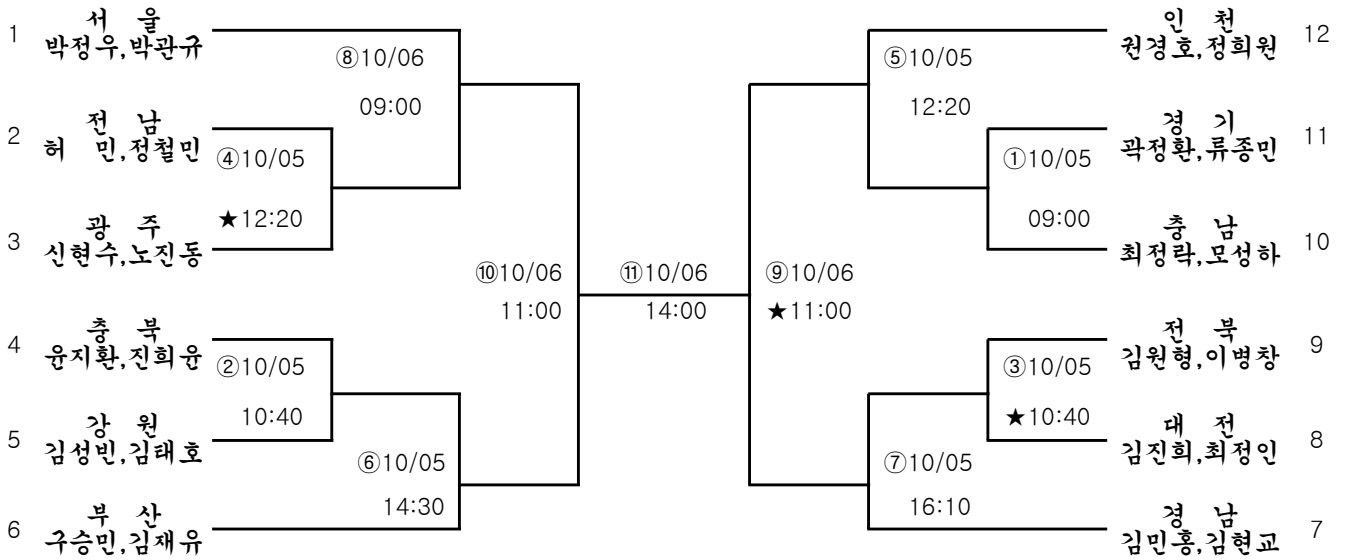 1 서 울
박정우,박관규
⑧10/06
09:00
2 전 남
허 민,정철민
④10/05
★12:20
3 광 주
신현수,노진동
⑩10/06
11:00
4 충 북
윤지환,진희윤
②10/05
10:40
5 강 원
김성빈,김태호
⑥10/05
14:30
6 부 산
구승민,김재유
⑪10/06
14:00
인 천 12
권경호,정희원
⑤10/05
12:20
경 기 11
곽정환,류종민
①10/05
09:00
충 남 10
최정락,모성하
⑨10/06
★11:00
전 북 9
김원형,이병창
③10/05
★10:40
대 전 8
김진희,최정인
⑦10/05
16:10
경 남 7
김민홍,김현교